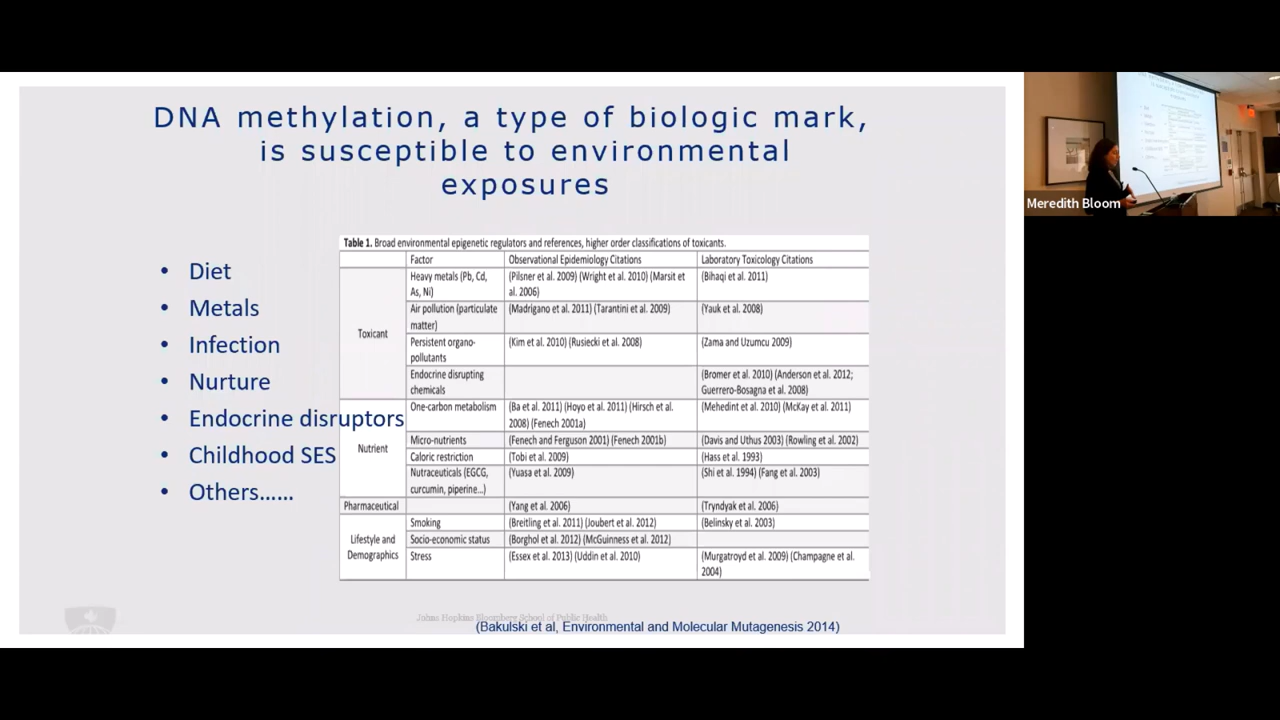 DNA methylation, a type of biologic mark,
is susceptible to environmental
exposures
• Diet
• Metals
• Infection
• Nurture
• Endocrine disruptors
• Childhood SES
• Others......
Table 1. Broad environmental epigenetic regulators and references, higher order classifications of toxicants.
Factor Observational Epidemiology Citations Laboratory Toxicology Citations
Toxicant
Heavy metals (Pb, Cd, (Pilsner et al. 2009) (Wright et al. 2010) (Marsit et (Bihaqi et al. 2011)
As, Ni) al. 2006)
Air pollution (particulate (Madrigano et al. 2011) (Tarantini et al. 2009) (Yauk et al. 2008)
matter)
Persistent organo- (Kim et al. 2010) (Rusiecki et al. 2008) (Zama and Uzumcu 2009)
pollutants
Endocrine disrupting (Bromer et al. 2010) (Anderson et al. 2012;
chemicals Guerrero-Bosagna et al. 2008)
Nutrient
One-carbon metabolism (Ba et al. 2011) (Hoyo et al. 2011) (Hirsch et al. (Mehedint et al. 2010) (McKay et al. 2011)
2008) (Fenech 2001a)
Micro-nutrients (Fenech and Ferguson 2001) (Fenech 2001b) (Davis and Uthus 2003) (Rowling et al. 2002)
Caloric restriction (Tobi et al. 2009) (Hass et al. 1993)
Nutraceuticals (EGCG, (Yuasa et al. 2009) (Shi et al. 1994) (Fang et al. 2003)
curcumin, piperine...)
Pharmaceutical (Yang et al. 2006) (Tryndyak et al. 2006)
Lifestyle and
Demographics
Smoking (Breitling et al. 2011) (Joubert et al. 2012) (Belinsky et al. 2003)
Socio-economic status (Borghol et al. 2012) (McGuinness et al. 2012)
Stress (Essex et al. 2013) (Uddin et al. 2010) (Murgatroyd et al. 2009) (Champagne et al.
2004)
Johns Hopkins Bloomberg School of Public Health
(Bakulski et al, Environmental and Molecular Mutagenesis 2014)
Meredith Bloom